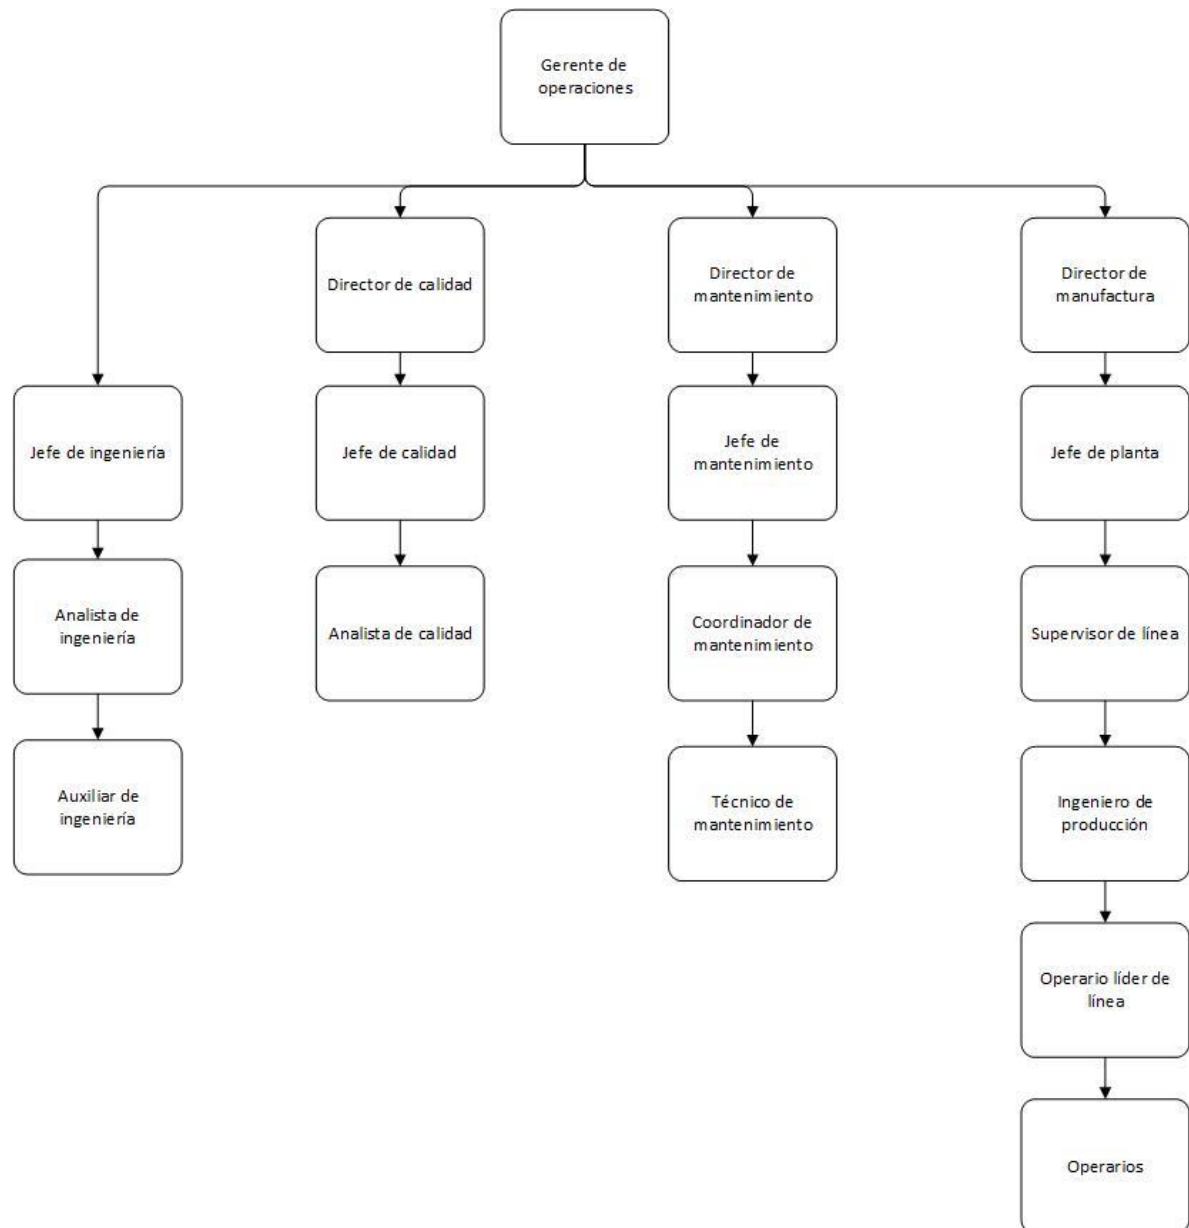 Gerente de
operaciones
Director de calidad
Director de
mantenimiento
Director de
manufactura
Jefe de ingeniería
Jefe de calidad
Jefe de
mantenimiento
Jefe de planta
Analista de
ingeniería
Analista de calidad
Coordinador de
mantenimiento
Supervisor de línea
Auxiliar de
ingeniería
Técnico de
mantenimiento
Ingeniero de
producción
Operario líder de
línea
Operarios